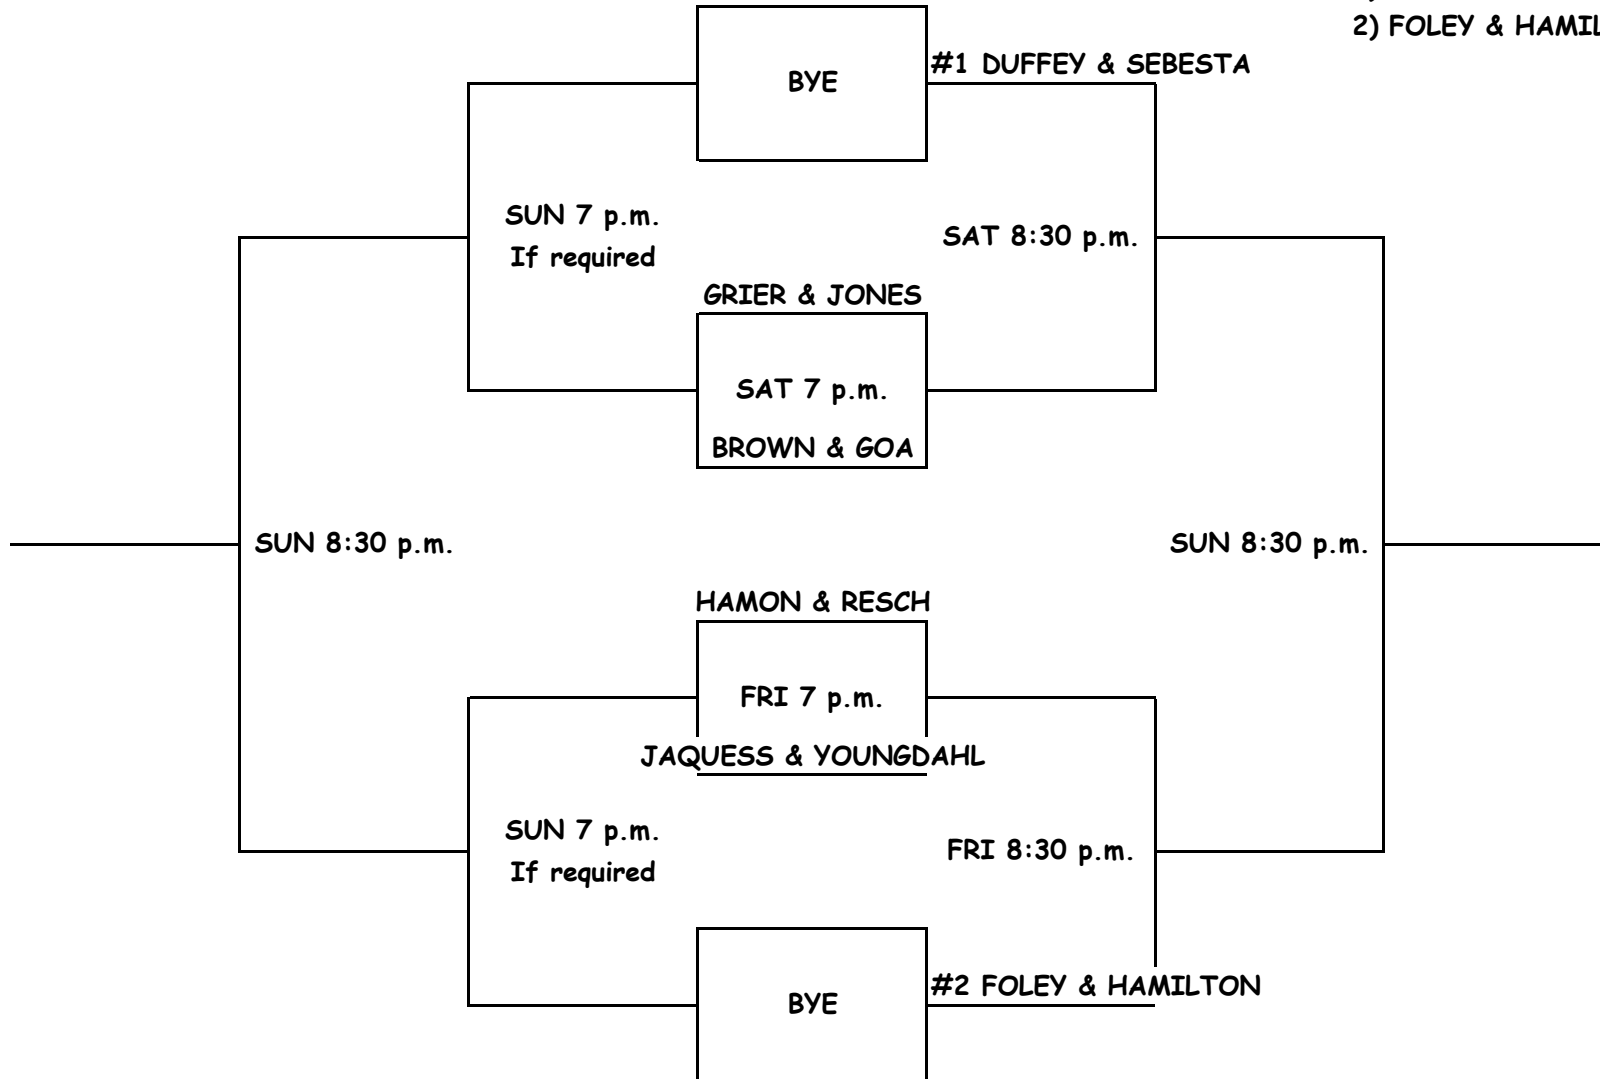 2) FOLEY & HAMIL
#1 DUFFEY & SEBESTA
BYE
SUN 7 p.m.
If required
SAT 8:30 p.m.
GRIER & JONES
SAT 7 p.m.
BROWN & GOA
SUN 8:30 p.m.
SUN 8:30 p.m.
HAMON & RESCH
FRI 7 p.m.
JAQUESS & YOUNGDAHL
SUN 7 p.m.
If required
FRI 8:30 p.m.
#2 FOLEY & HAMILTON
BYE